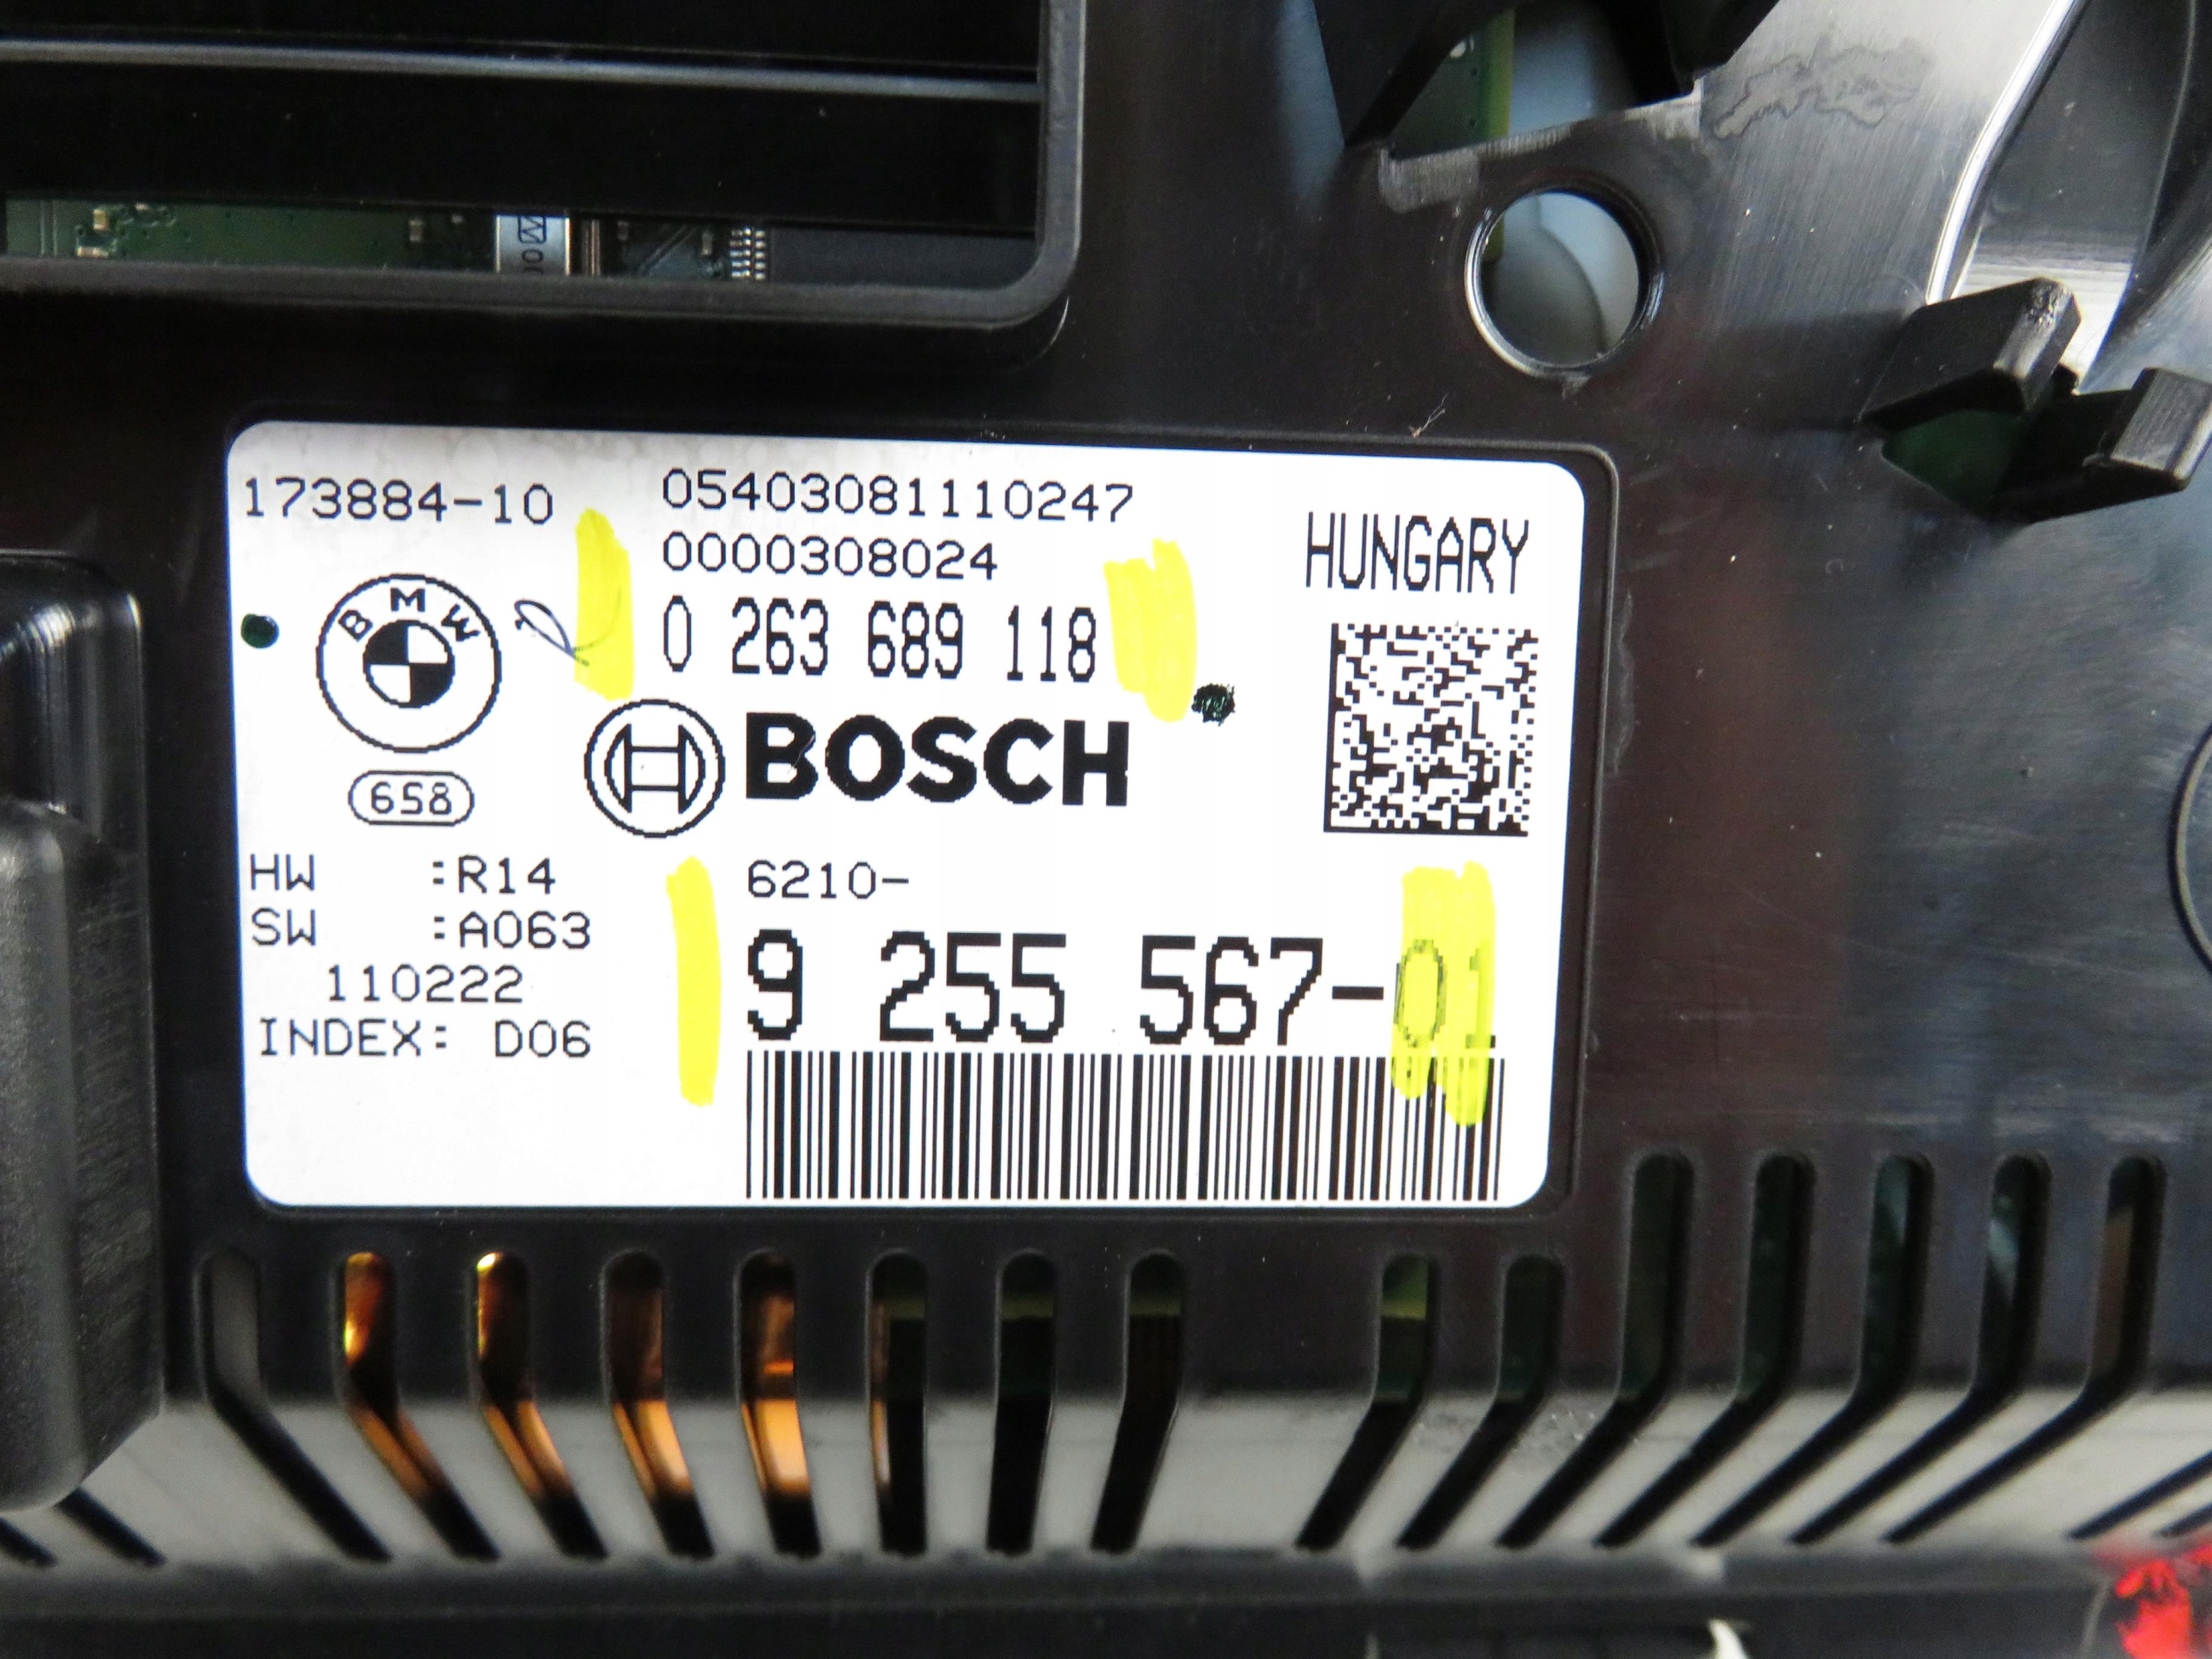 173884-10
05403081110247
0000308024
HUNGARY
0 263 689 118
BMW
BOSCH
658
HW :R14
SW :A063
110222
INDEX: D06
6210-
9 255 567-01